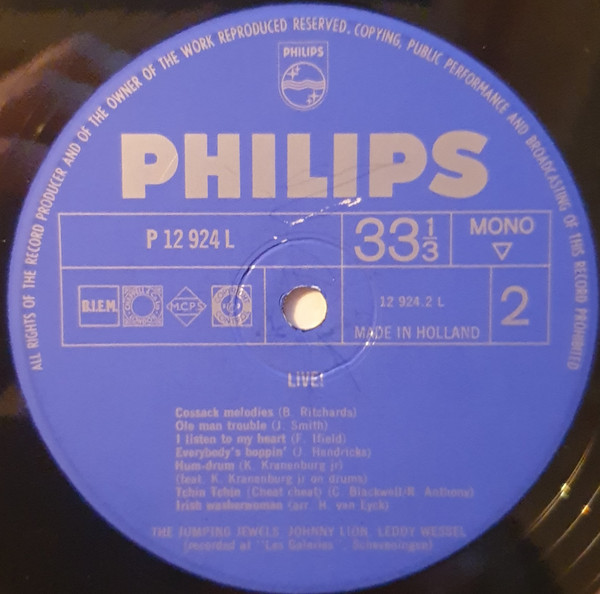 ALL RIGHTS OF THE RECORD PRODUCER AND OF THE OWNER OF THE WORK REPRODUCED RESERVED. COPYING, PUBLIC PERFORMANCE AND BROADCASTING OF THIS RECORD PROHIBITED
PHILIPS
PHILIPS
P 12 924 L
33 1/3
MONO
B.I.E.M.
M.C.P.S
12 924.2 L
MADE IN HOLLAND
2
LIVE!
Cossack melodies (B. Ritchards)
Ole man trouble (J. Smith)
I listen to my heart (F. Ifield)
Everybody's boppin' (J. Hendricks)
Hum-drum (K. Kranenburg jr)
(feat. K. Kranenburg jr on drums)
Tchin Tchin (Cheat cheat) (C. Blackwell/R. Anthony)
Irish washerwoman (arr. H. van Eyck)
THE JUMPING JEWELS, JOHNNY LION, LEDDY WESSEL
(recorded at "Les Galeries", Scheveningen)